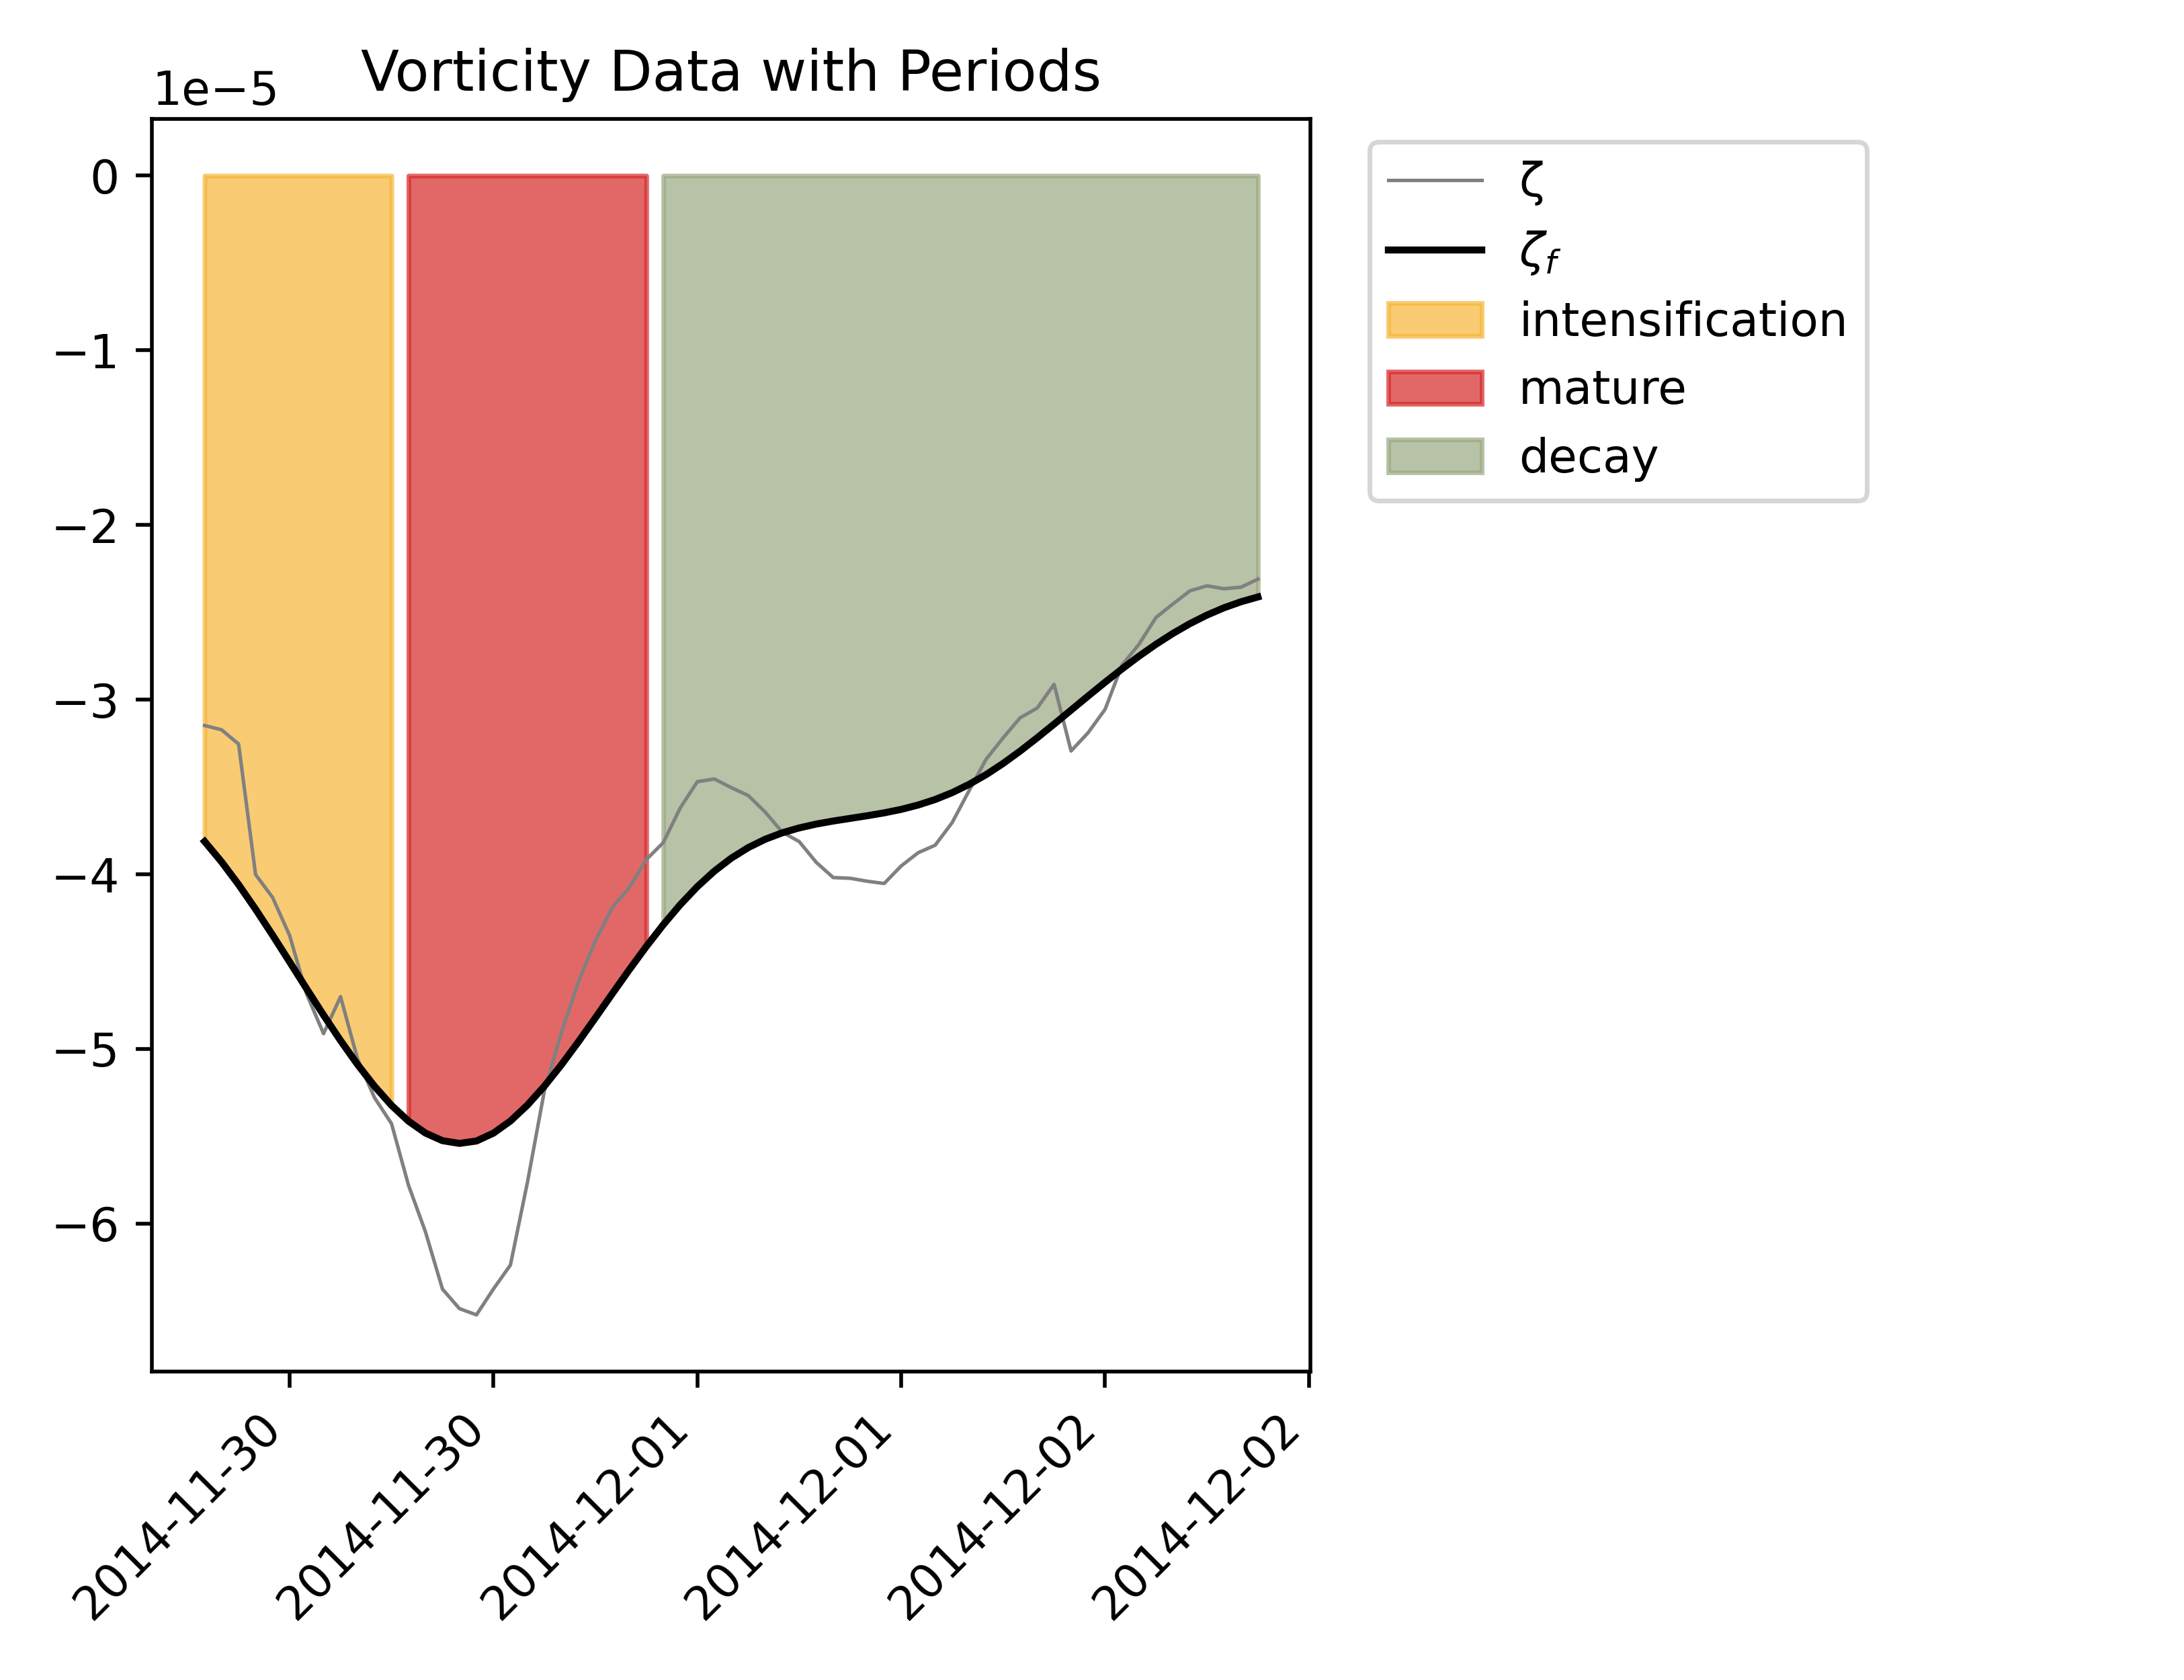 Vorticity Data with Periods
1e−5
0
−1
−2
−3
−4
−5
−6
2014-11-30
2014-11-30
2014-12-01
2014-12-01
2014-12-02
2014-12-02
ζ
ζf
intensification
mature
decay